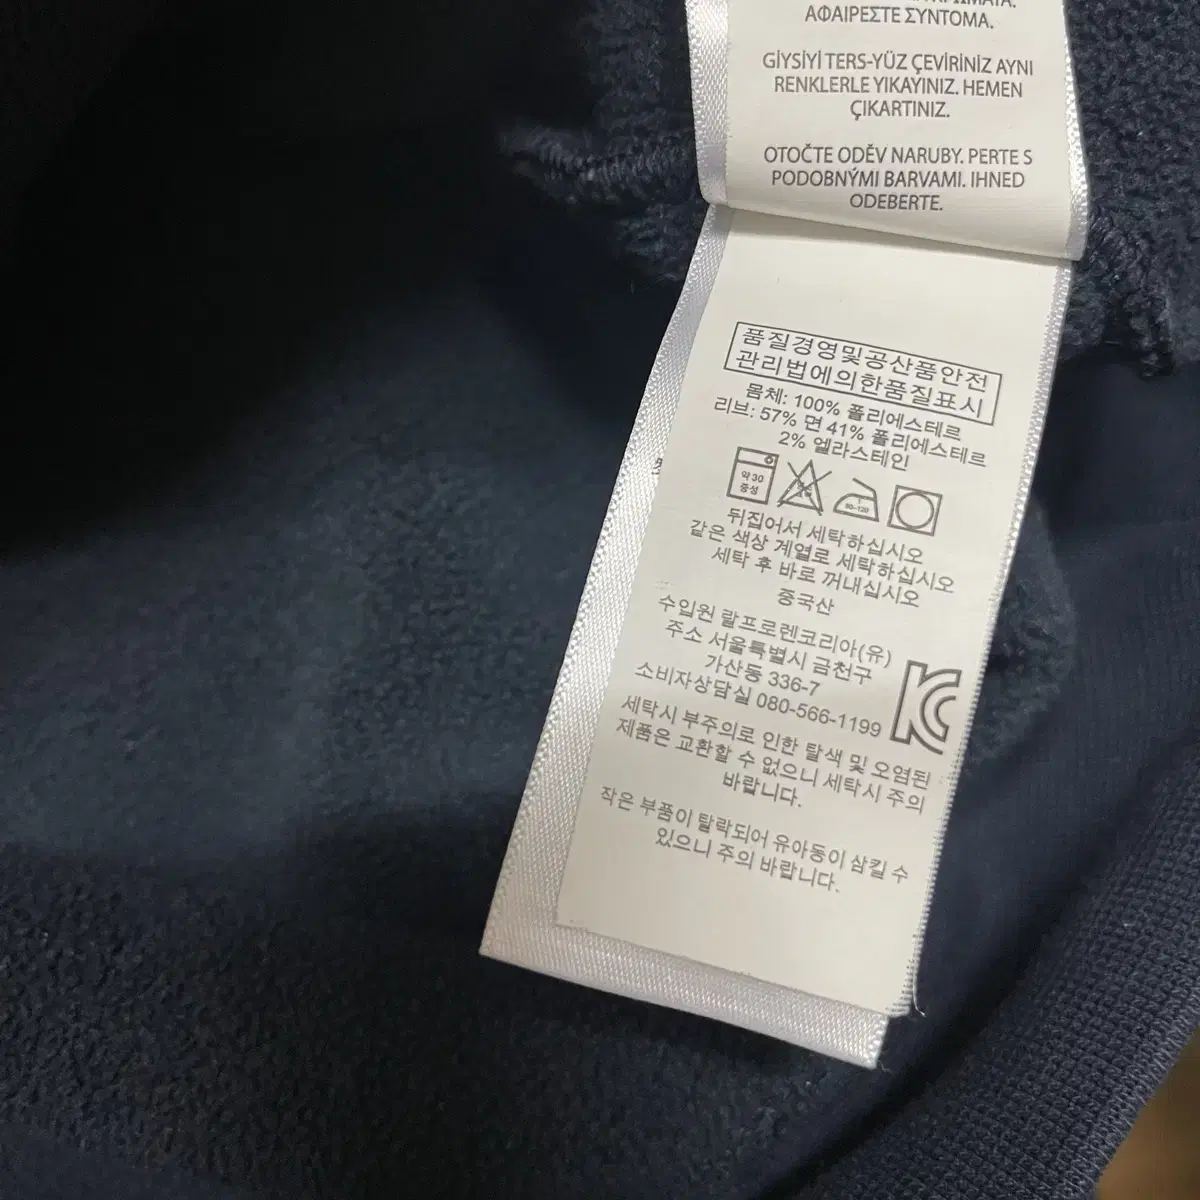 ΑΦΑΙΡΕΣΤΕ ΣΥΝΤΟΜΑ.
GİYSİYİ TERS-YÜZ ÇEVİRİNİZ AYNI
RENKLERLE YIKAYINIZ. HEMEN
ÇIKARTINIZ.
OTOČTE ODĚV NARUBY. PERTE S
PODOBNÝMI BARVAMI. IHNED
ODEBERTE.
품질경영및공산품안전
관리법에의한품질표시
몸체: 100% 폴리에스테르
리브: 57% 면 41% 폴리에스테르
2% 엘라스테인
약 30
중성
80-120
뒤집어서 세탁하십시오
같은 색상 계열로 세탁하십시오
세탁 후 바로 꺼내십시오
중국산
수입원 랄프로렌코리아(유)
주소 서울특별시 금천구
가산동 336-7
소비자상담실 080-566-1199
세탁시 부주의로 인한 탈색 및 오염된
제품은 교환할 수 없으니 세탁시 주의
바랍니다.
작은 부품이 탈락되어 유아동이 삼킬 수
있으니 주의 바랍니다.